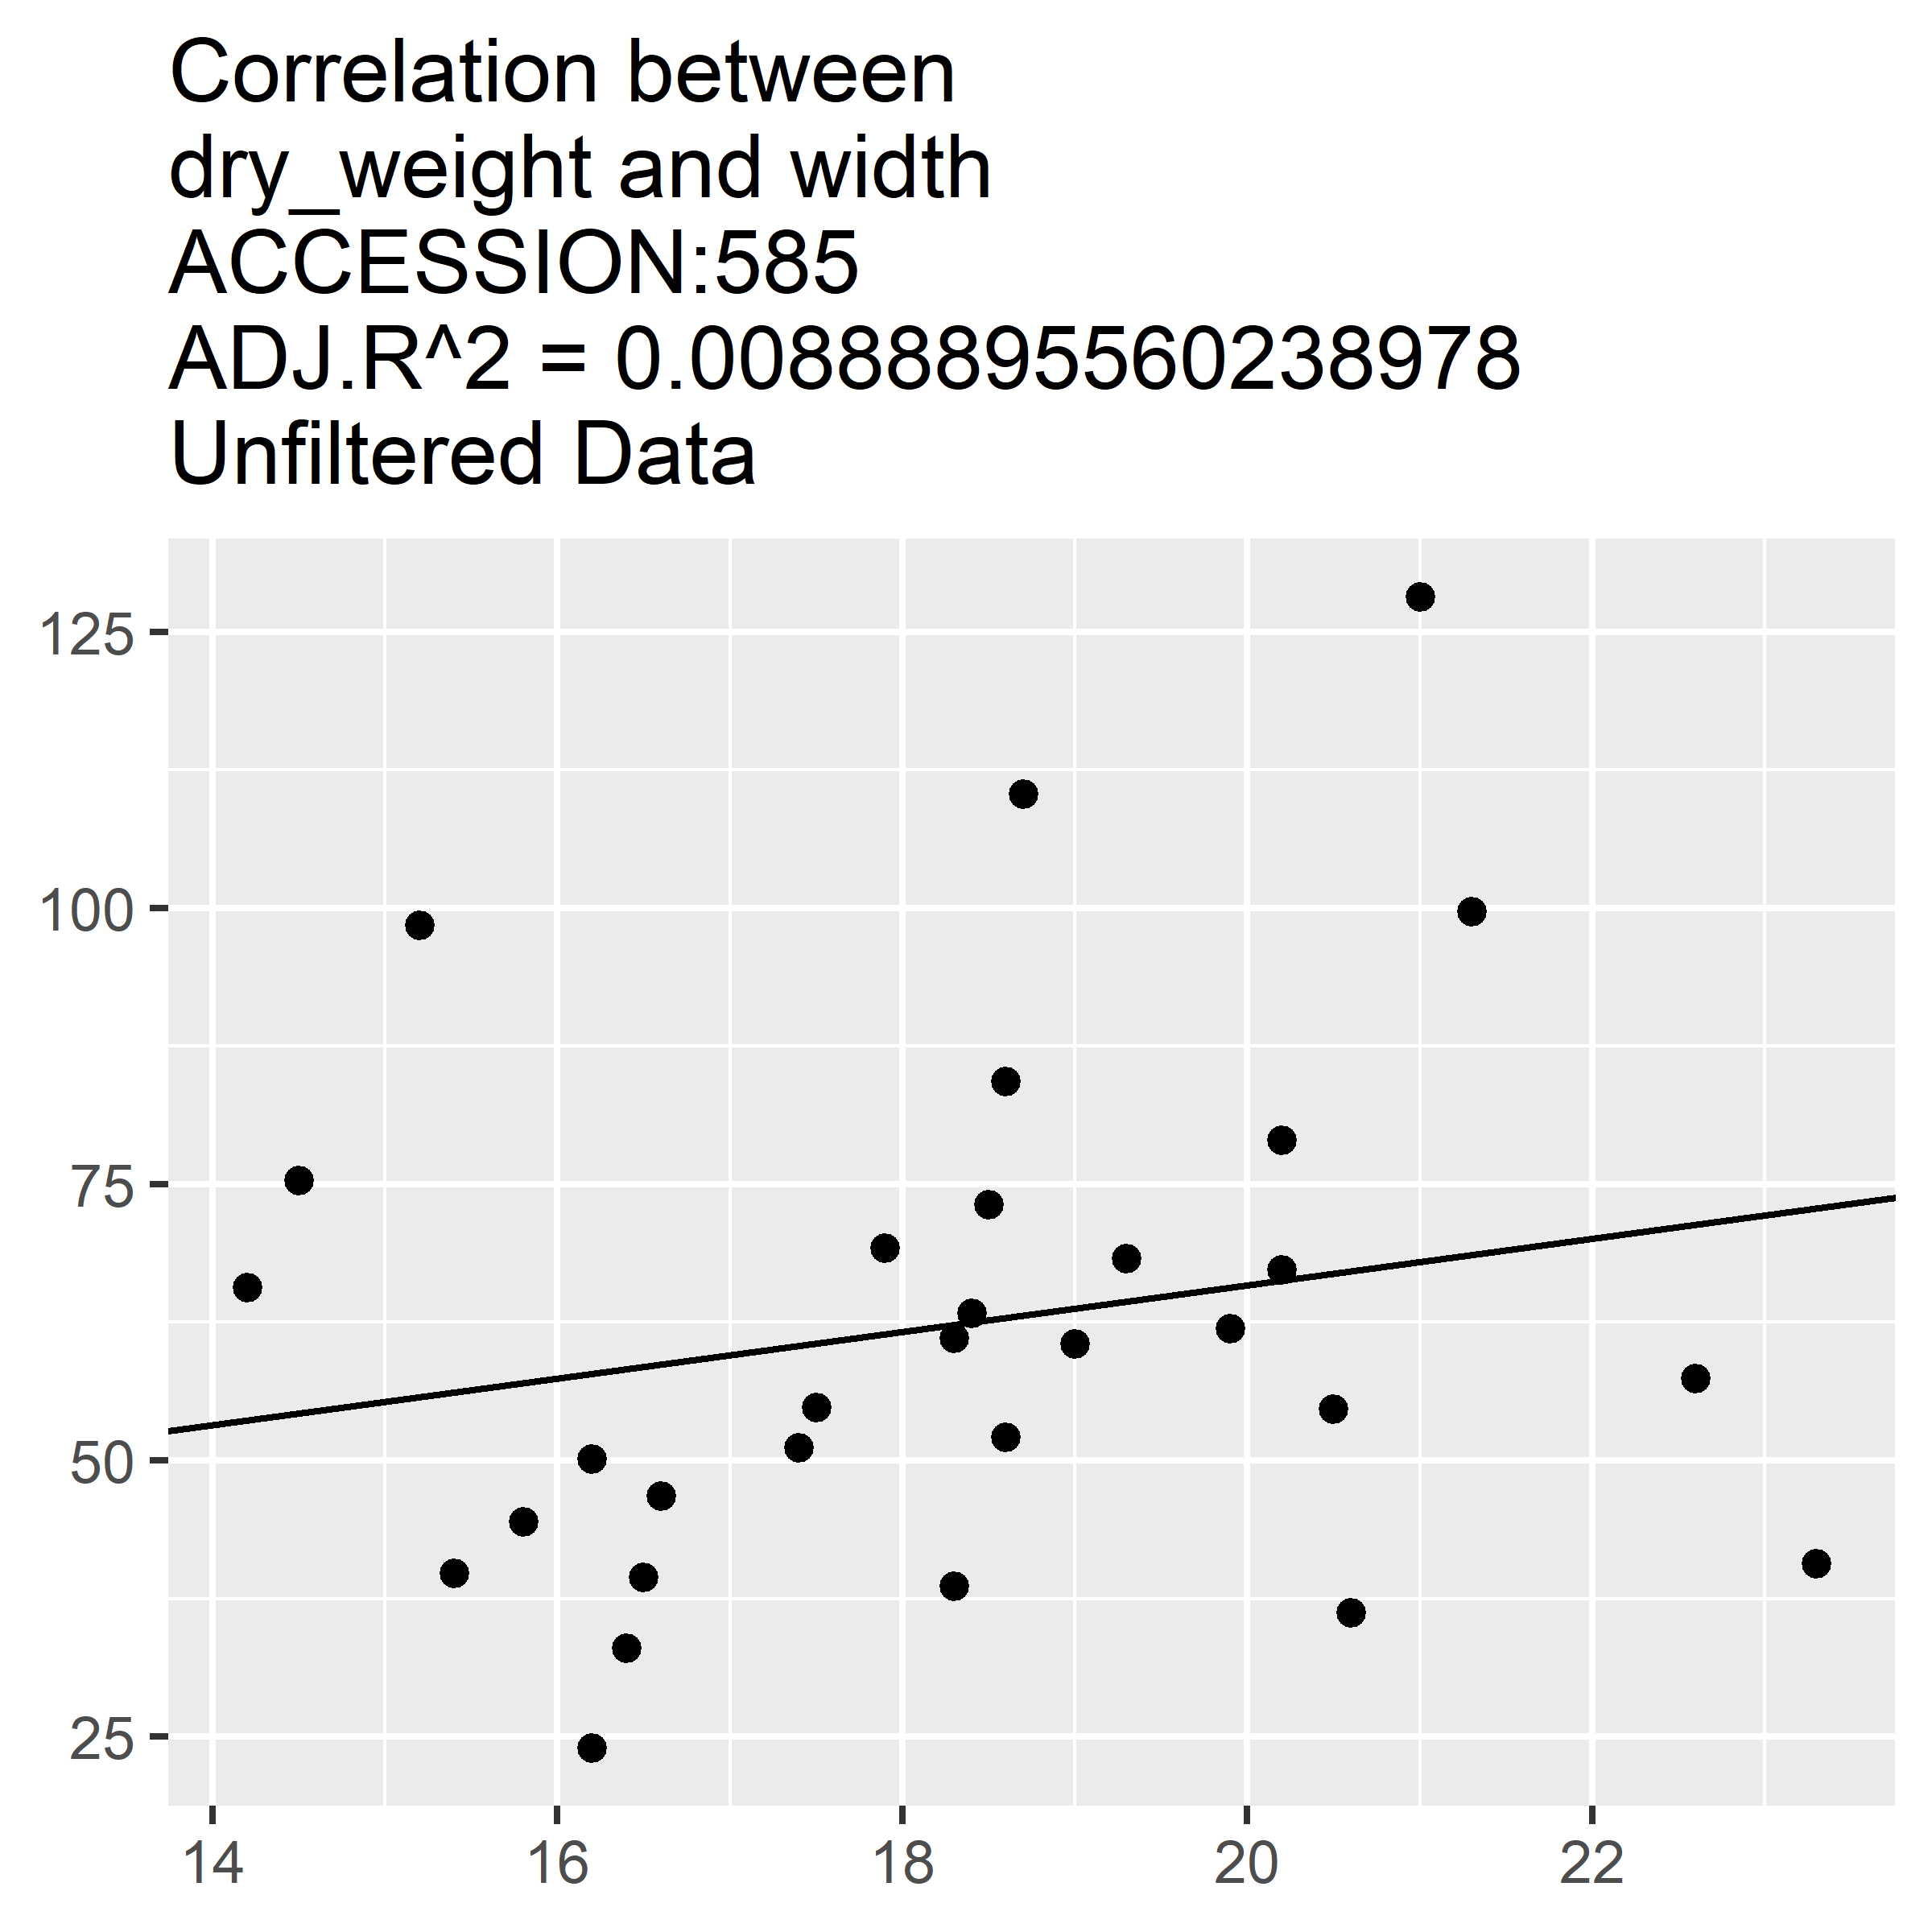 Correlation between
dry_weight and width
ACCESSION:585
ADJ.R^2 = 0.00888895560238978
Unfiltered Data
125
100
75
50
25
14 16 18 20 22